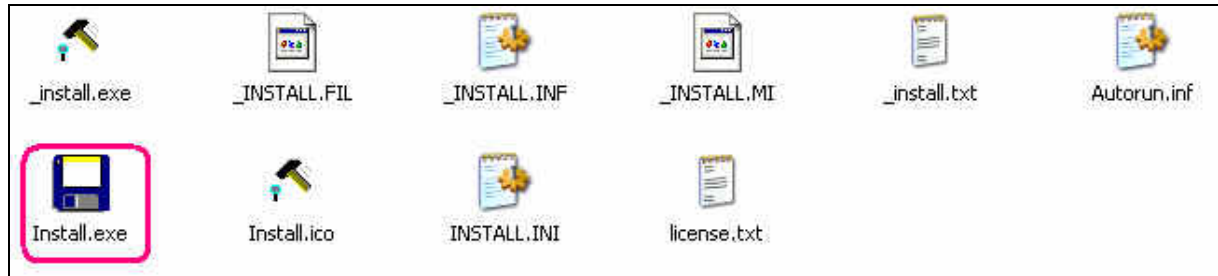 _install.exe _INSTALL.FIL _INSTALL.INF _INSTALL.MI _install.txt Autorun.inf
Install.exe Install.ico INSTALL.INI license.txt